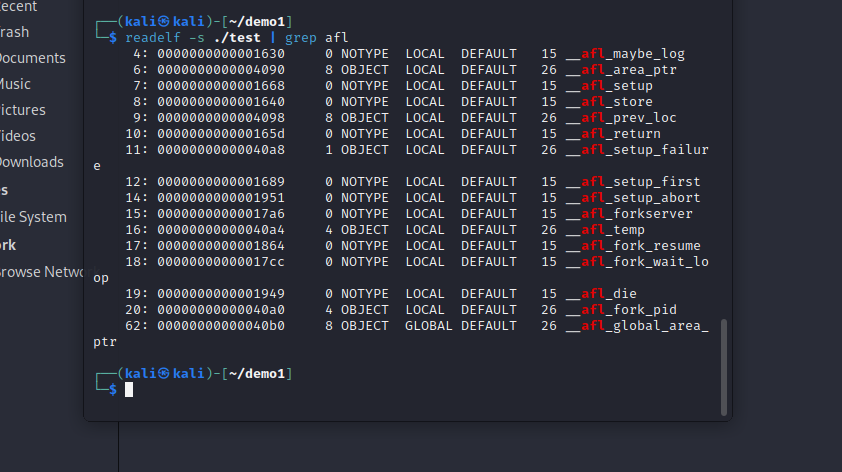 ecent
rash
ocuments
Music
ictures
ideos
ownloads
es
ile System
ork
Browse Netwo
┌──(kali㉿kali)-[~/demo1]
└─$ readelf -s ./test | grep afl
4: 0000000000001630 0 NOTYPE LOCAL DEFAULT 15 __afl_maybe_log
6: 0000000000004090 8 OBJECT LOCAL DEFAULT 26 __afl_area_ptr
7: 0000000000001668 0 NOTYPE LOCAL DEFAULT 15 __afl_setup
8: 0000000000001640 0 NOTYPE LOCAL DEFAULT 15 __afl_store
9: 0000000000004098 8 OBJECT LOCAL DEFAULT 26 __afl_prev_loc
10: 000000000000165d 0 NOTYPE LOCAL DEFAULT 15 __afl_return
11: 00000000000040a8 1 OBJECT LOCAL DEFAULT 26 __afl_setup_failur
e
12: 0000000000001689 0 NOTYPE LOCAL DEFAULT 15 __afl_setup_first
14: 0000000000001951 0 NOTYPE LOCAL DEFAULT 15 __afl_setup_abort
15: 00000000000017a6 0 NOTYPE LOCAL DEFAULT 15 __afl_forkserver
16: 00000000000040a4 4 OBJECT LOCAL DEFAULT 26 __afl_temp
17: 0000000000001864 0 NOTYPE LOCAL DEFAULT 15 __afl_fork_resume
18: 00000000000017cc 0 NOTYPE LOCAL DEFAULT 15 __afl_fork_wait_lo
op
19: 0000000000001949 0 NOTYPE LOCAL DEFAULT 15 __afl_die
20: 00000000000040a0 4 OBJECT LOCAL DEFAULT 26 __afl_fork_pid
62: 00000000000040b0 8 OBJECT GLOBAL DEFAULT 26 __afl_global_area_
ptr
┌──(kali㉿kali)-[~/demo1]
└─$